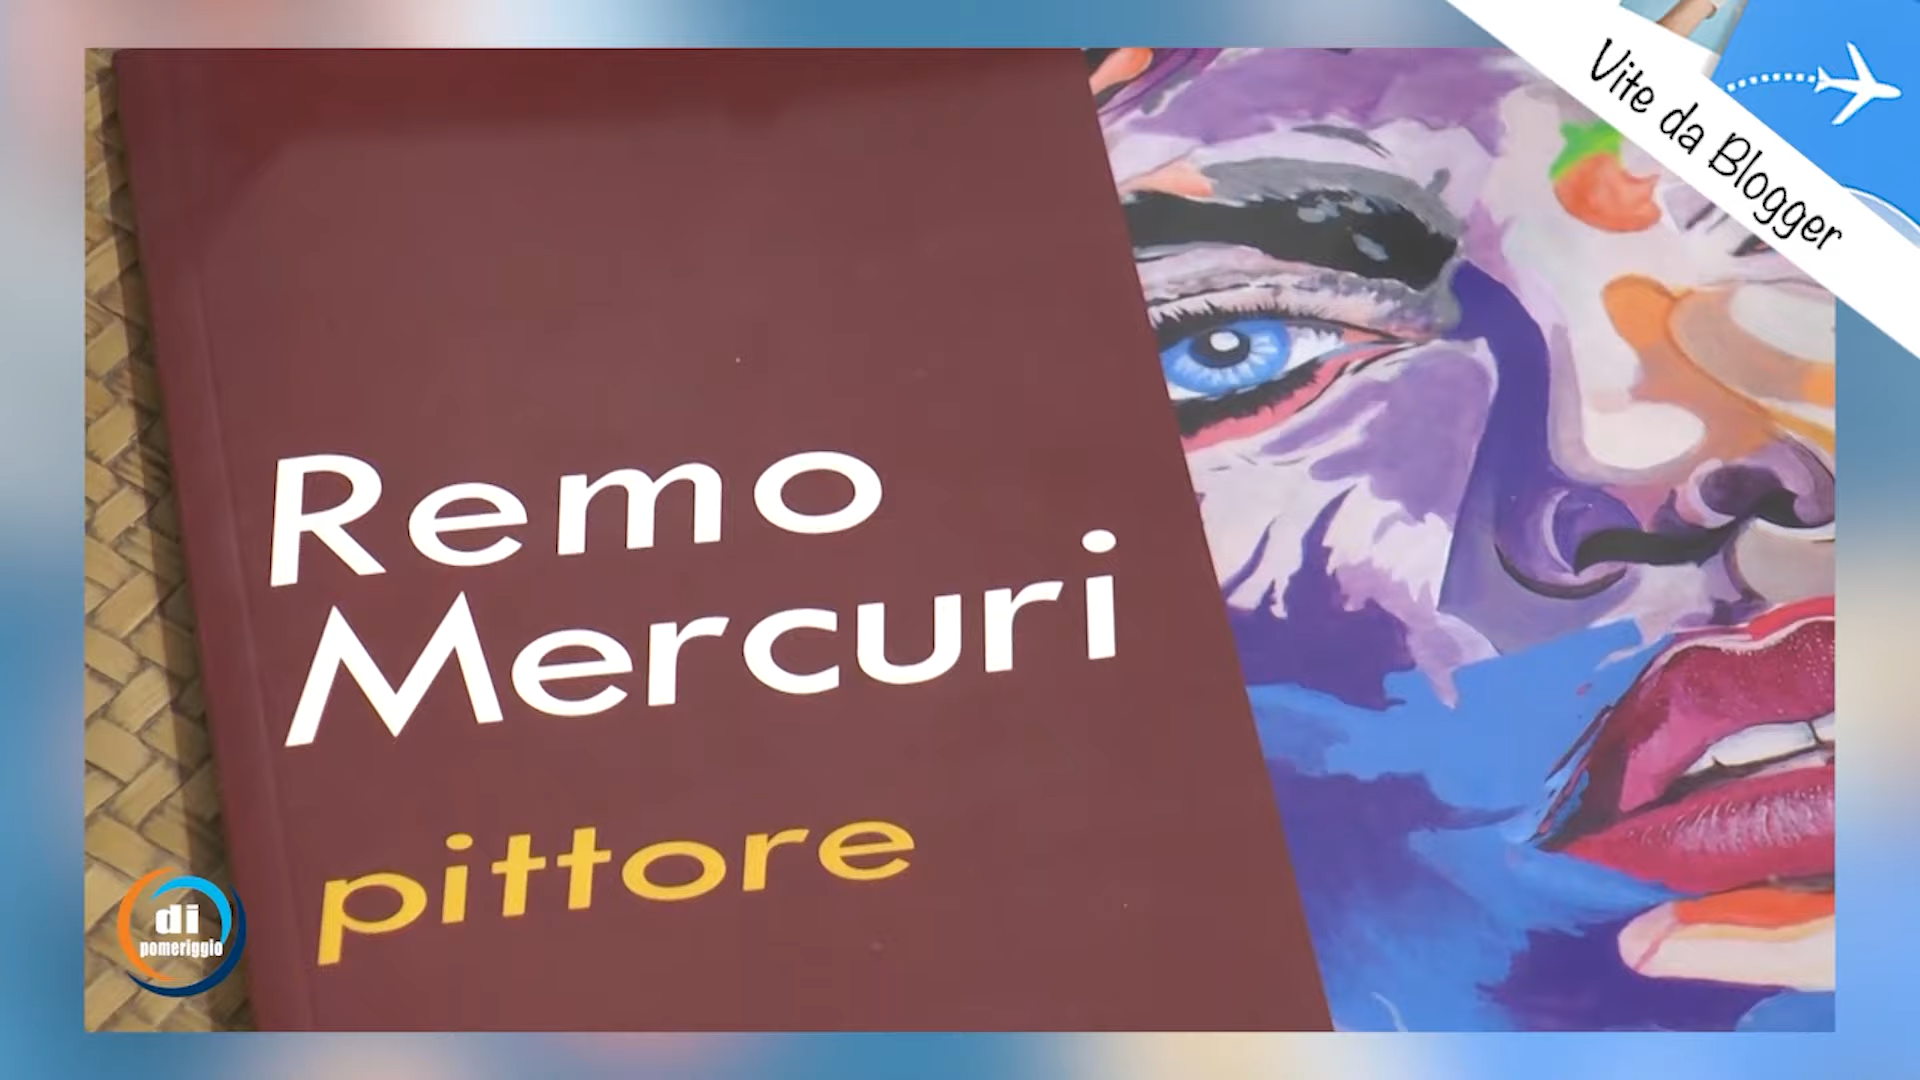 Vite da Blogger
Remo
Mercuri
pittore
di
pomeriggio